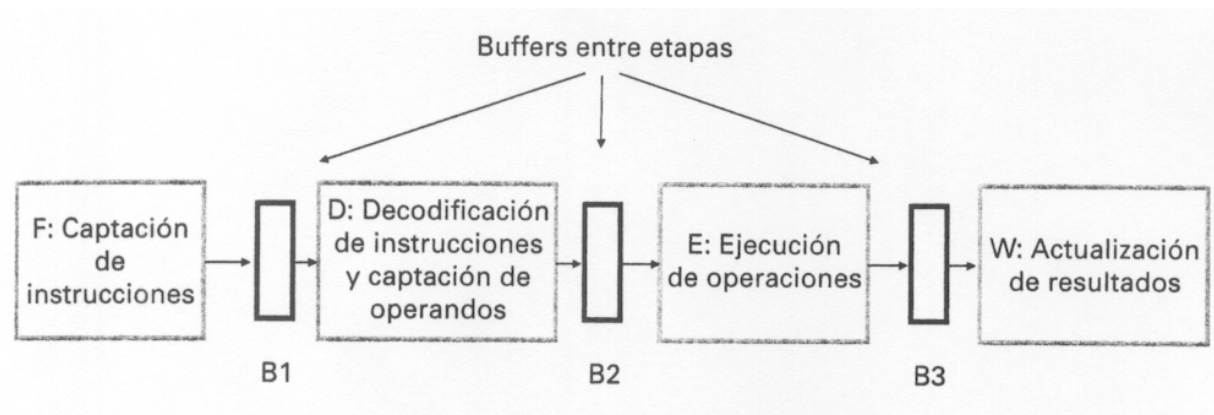 Buffers entre etapas
F: Captación
de
instrucciones
D: Decodificación
de instrucciones
y captación de
operandos
E: Ejecución
de operaciones
W: Actualización
de resultados
B1
B2
B3